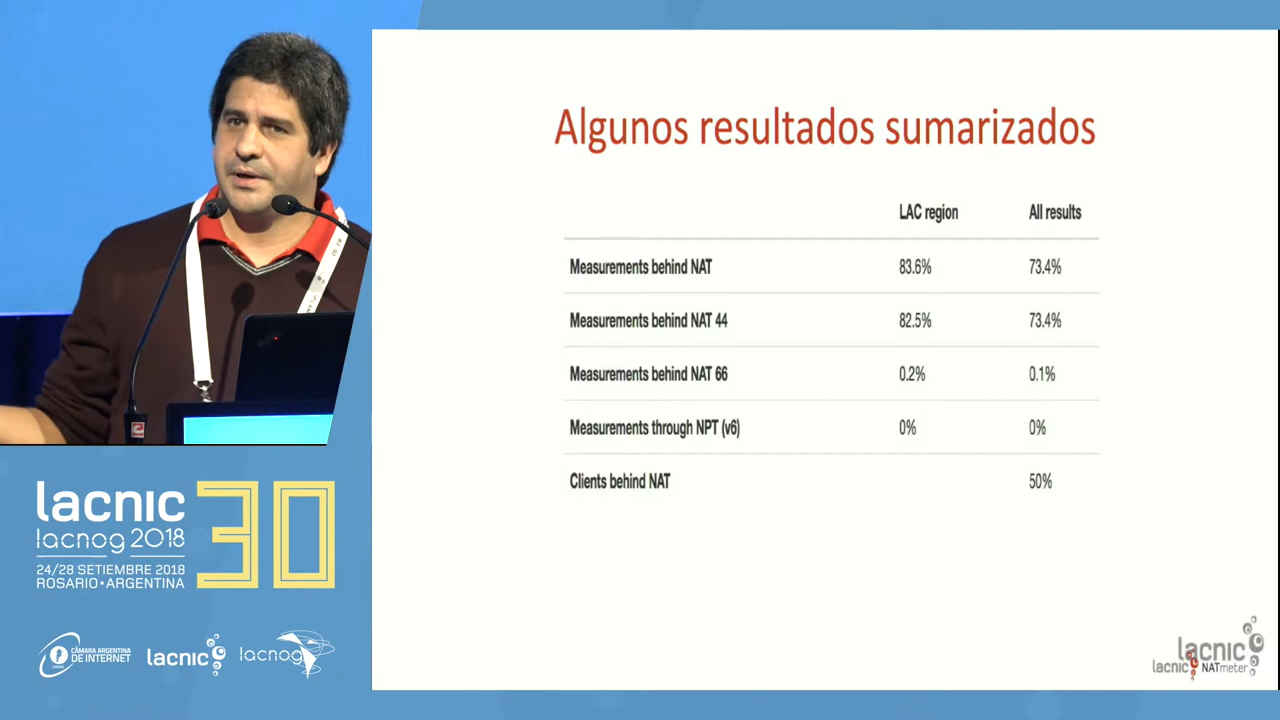 Algunos resultados sumarizados
LAC region All results
Measurements behind NAT 83.6% 73.4%
Measurements behind NAT 44 82.5% 73.4%
Measurements behind NAT 66 0.2% 0.1%
Measurements through NPT (v6) 0% 0%
Clients behind NAT 50%
lacnic 30
lacnog 2018
24/28 SETIEMBRE 2018
ROSARIO•ARGENTINA
CÁMARA ARGENTINA
DE INTERNET
lacnic
lacnog
lacnic
lacnic NATmeter